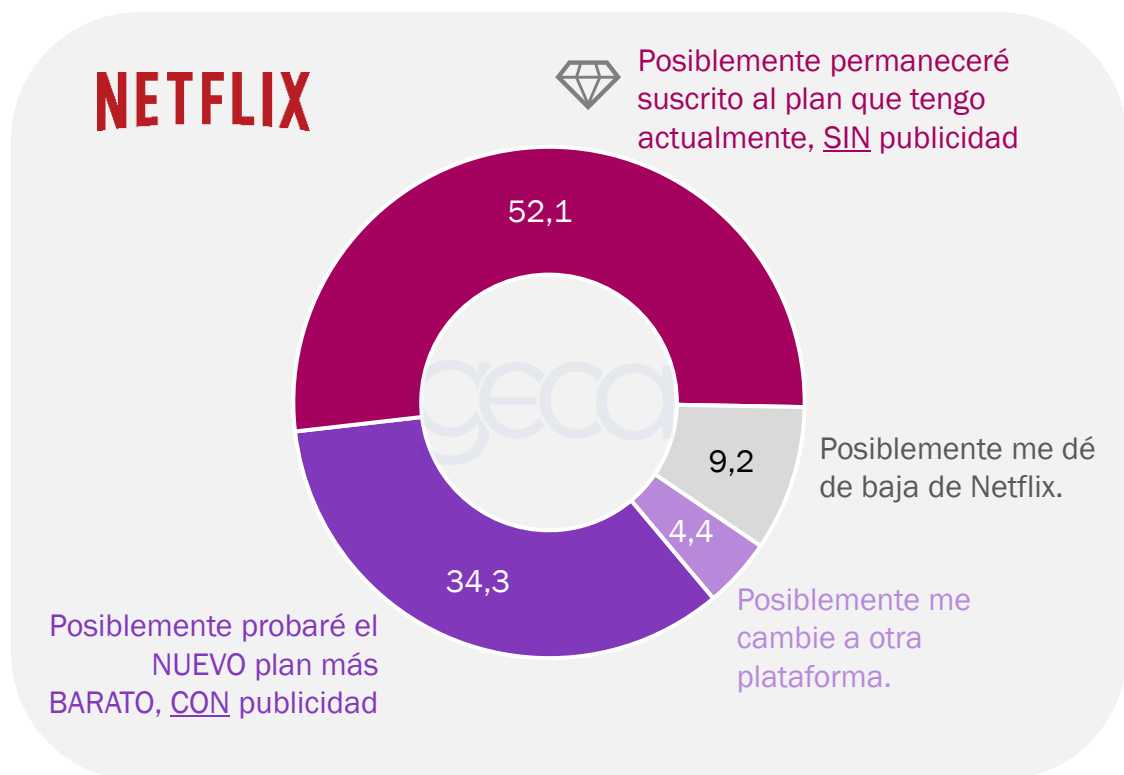 NETFLIX
Posiblemente permaneceré
suscrito al plan que tengo
actualmente, SIN publicidad
52,1
geca
9,2
Posiblemente me dé
de baja de Netflix.
4,4
Posiblemente me
cambie a otra
plataforma.
34,3
Posiblemente probaré el
NUEVO plan más
BARATO, CON publicidad